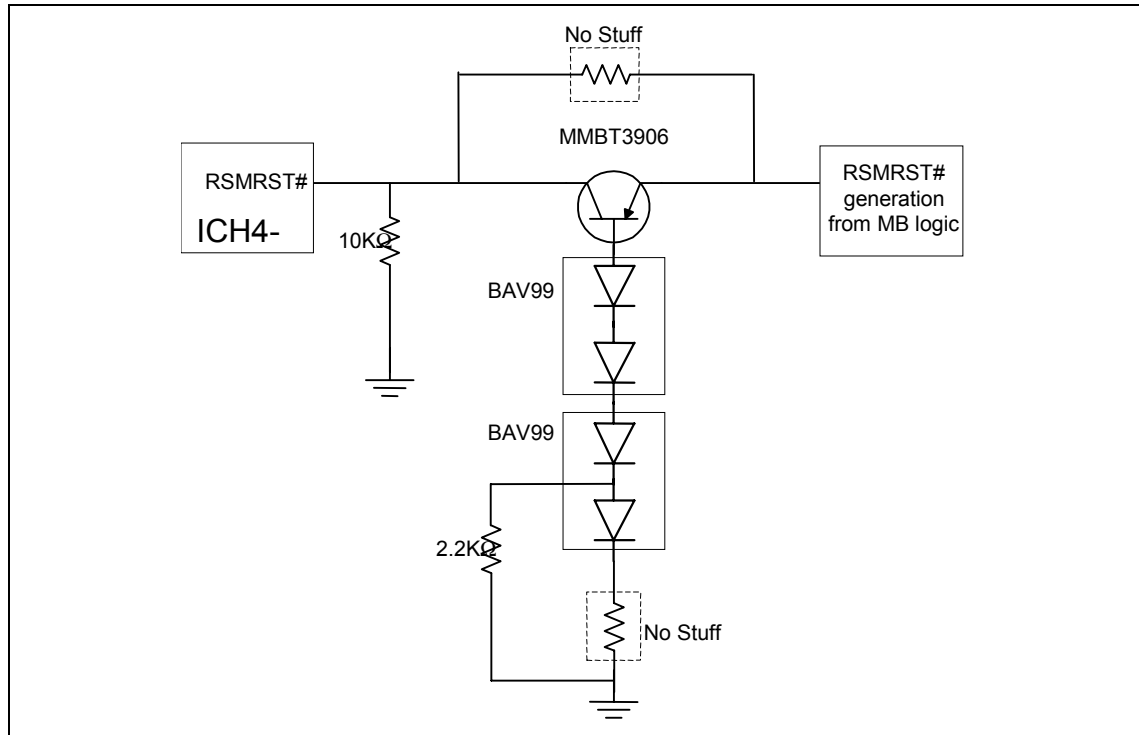 No Stuff
MMBT3906
RSMRST#
ICH4-
RSMRST#
generation
from MB logic
10KΩ
BAV99
BAV99
2.2KΩ
No Stuff